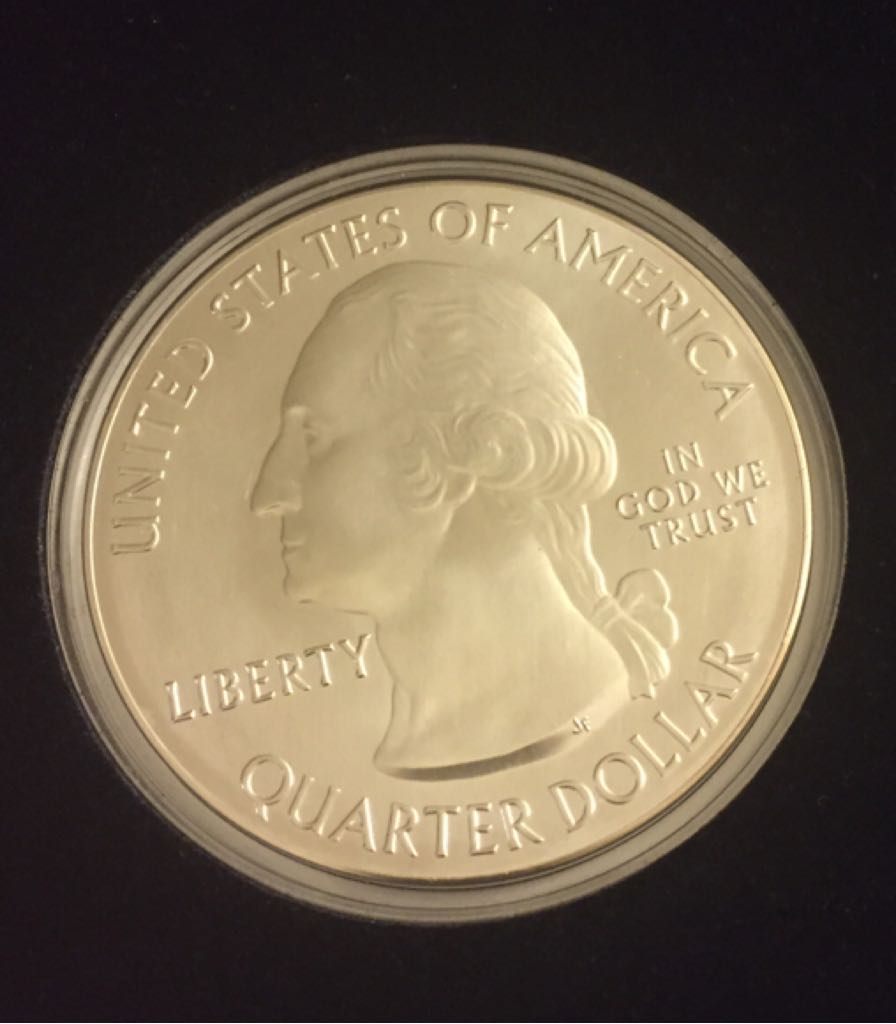 UNITED STATES OF AMERICA
IN
GOD WE
TRUST
LIBERTY
JF
QUARTER DOLLAR